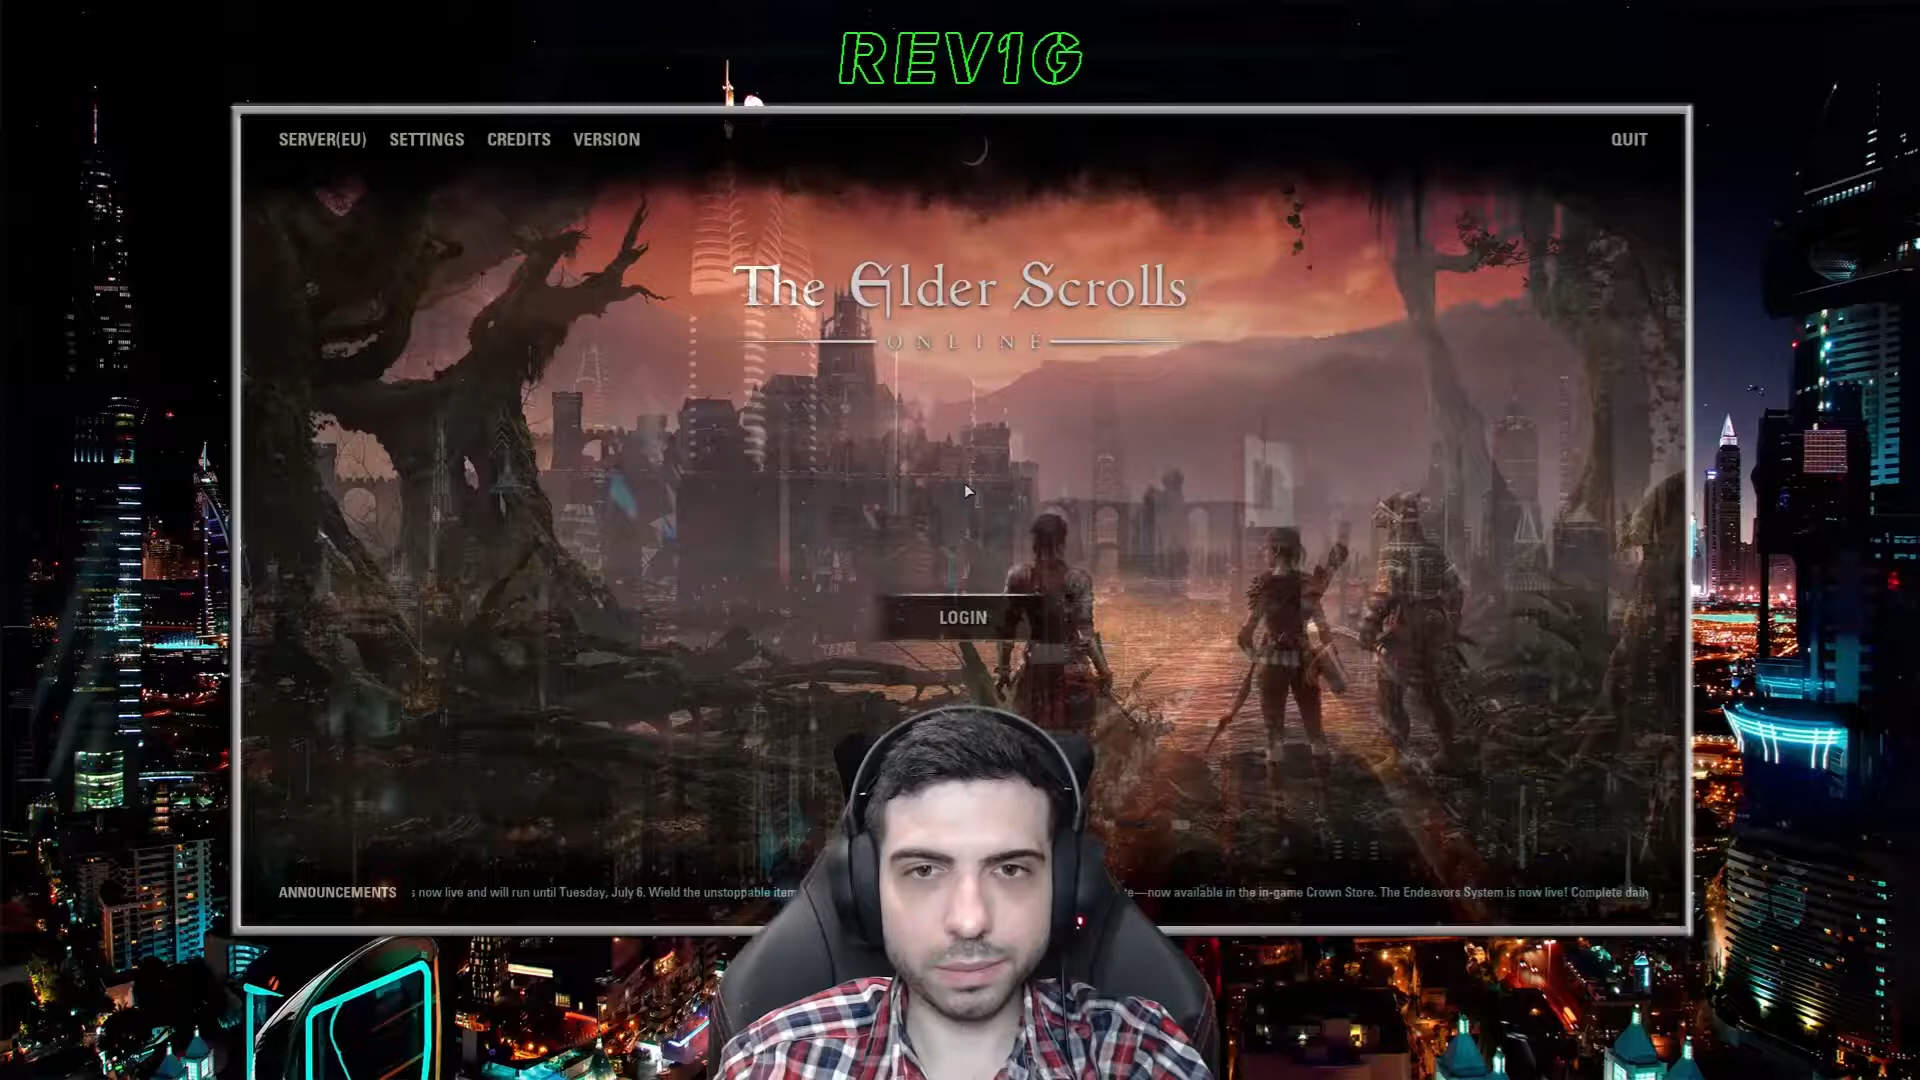 REV1G
SERVER(EU) SETTINGS CREDITS VERSION QUIT
The Elder Scrolls
ONLINE
LOGIN
ANNOUNCEMENTS s now live and will run until Tuesday, July 6. Wield the unstoppable item te—now available in the in-game Crown Store. The Endeavors System is now live! Complete daily